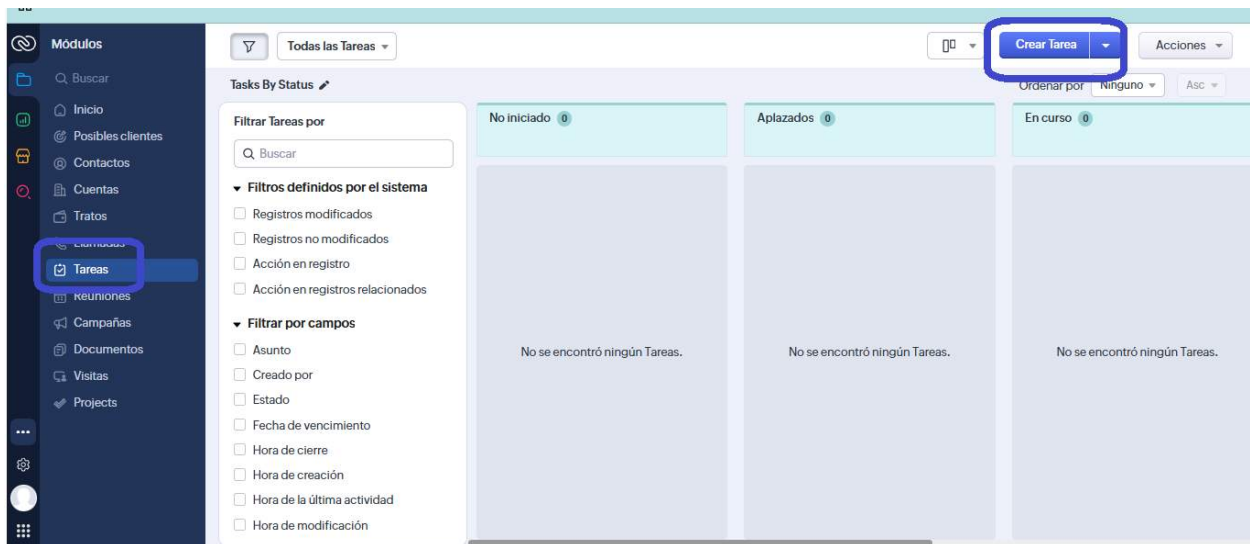 Módulos
Buscar
Inicio
Posibles clientes
Contactos
Cuentas
Tratos
Llamadas
Tareas
Reuniones
Campañas
Documentos
Visitas
Projects
Todas las Tareas
Crear Tarea
Acciones
Tasks By Status
Ordenar por Ninguno Asc
Filtrar Tareas por
Buscar
Filtros definidos por el sistema
Registros modificados
Registros no modificados
Acción en registro
Acción en registros relacionados
Filtrar por campos
Asunto
Creado por
Estado
Fecha de vencimiento
Hora de cierre
Hora de creación
Hora de la última actividad
Hora de modificación
No iniciado 0
No se encontró ningún Tareas.
Aplazados 0
No se encontró ningún Tareas.
En curso 0
No se encontró ningún Tareas.